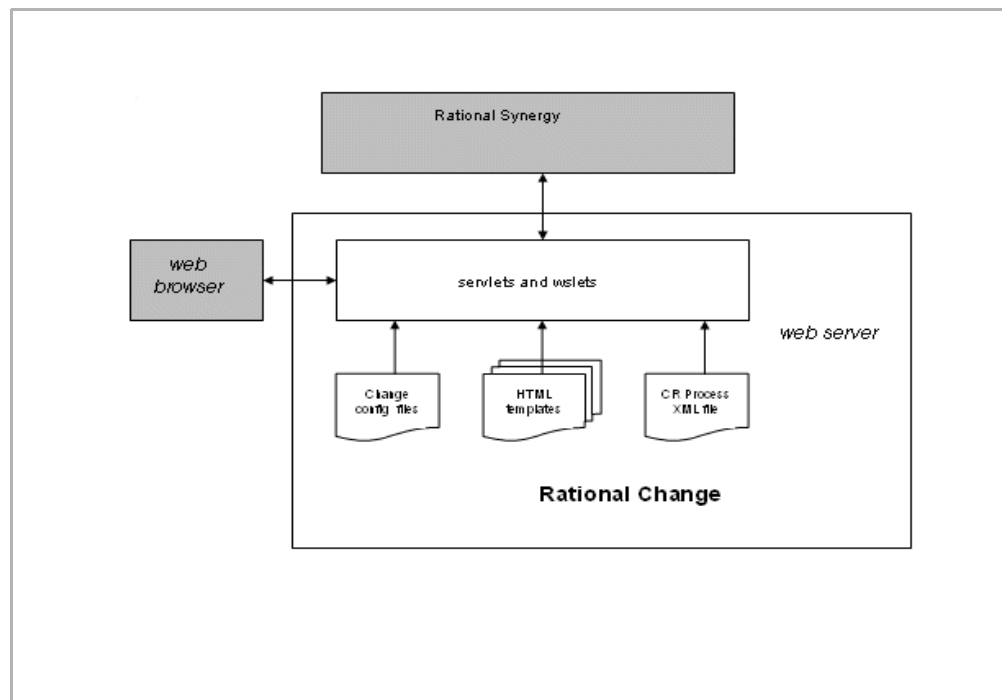 Rational Synergy
web
browser
servlets and wslets
web server
Change
config files
HTML
templates
CR Process
XML file
Rational Change